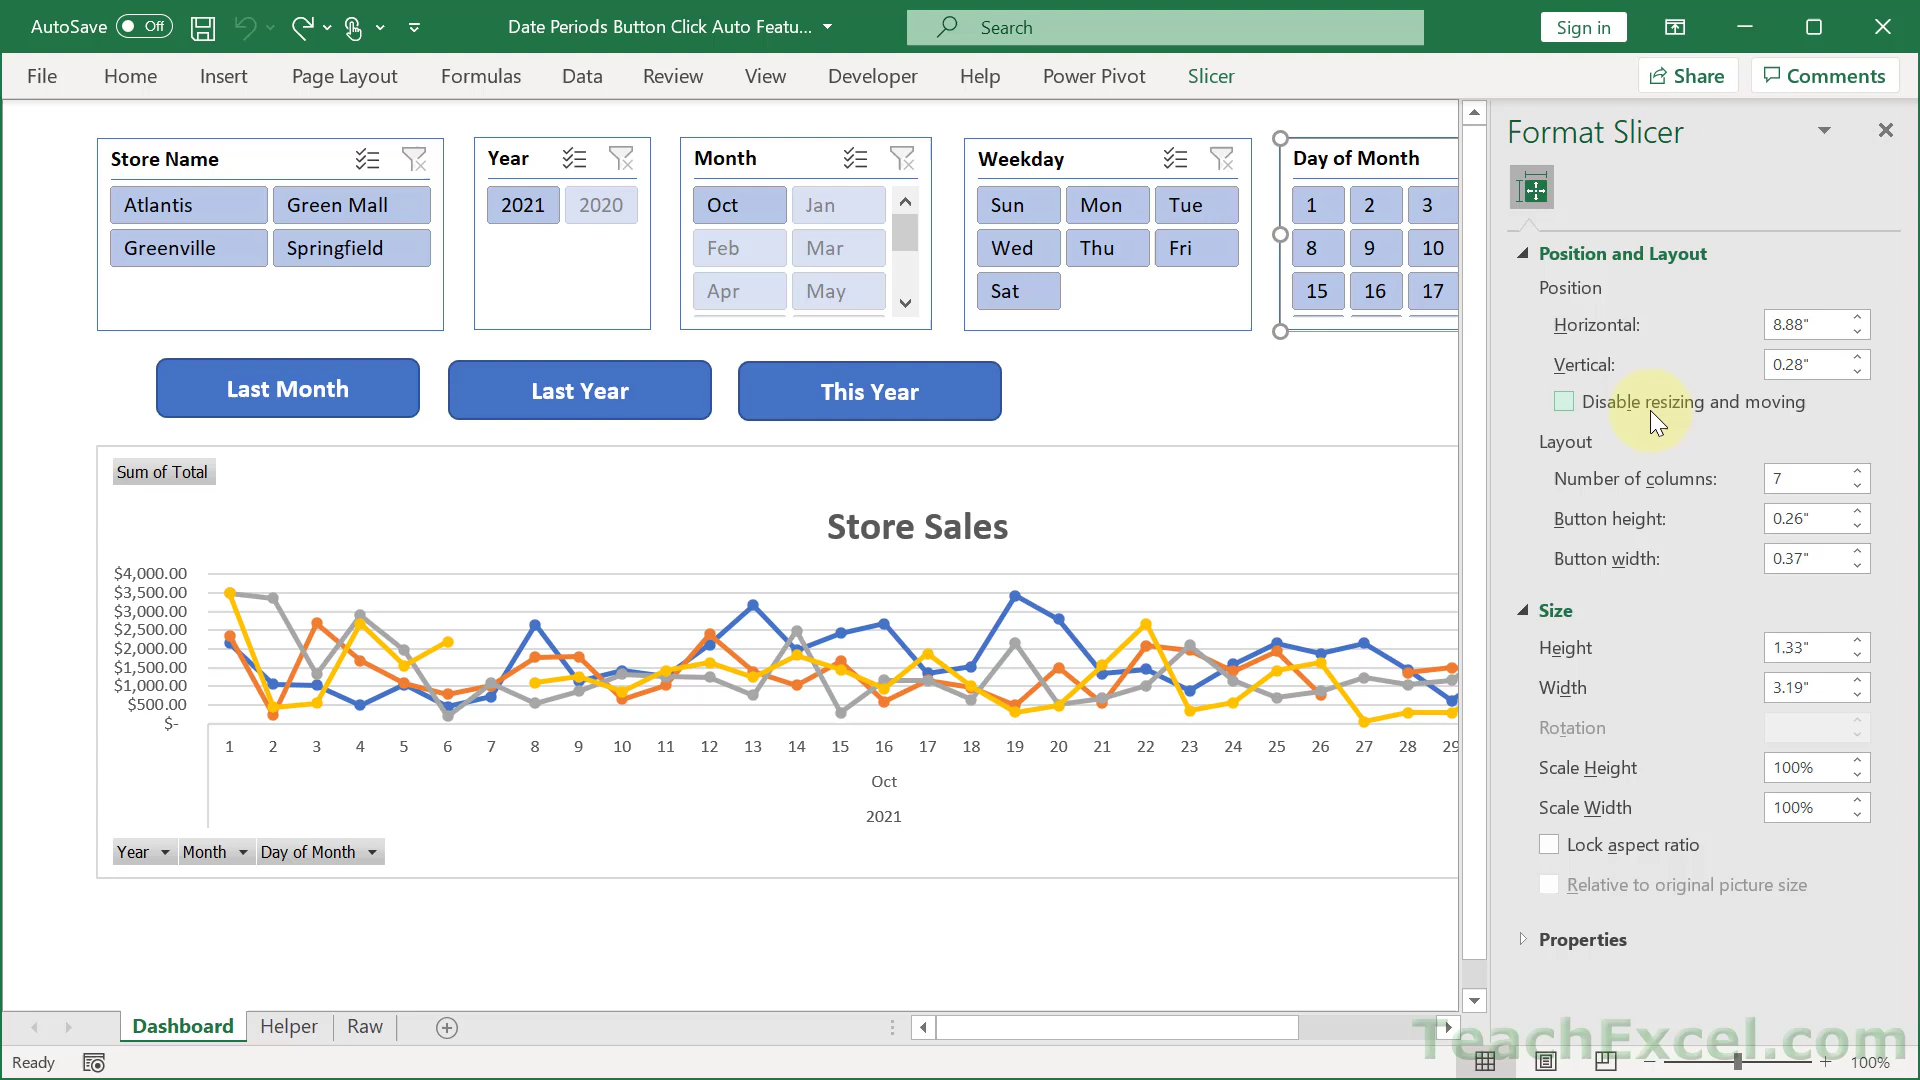 AutoSave Off Date Periods Button Click Auto Featu... Search Sign in
File Home Insert Page Layout Formulas Data Review View Developer Help Power Pivot Slicer Share Comments
Store Name
Atlantis Green Mall
Greenville Springfield
Year
2021 2020
Month
Oct Jan
Feb Mar
Apr May
Weekday
Sun Mon Tue
Wed Thu Fri
Sat
Day of Month
1 2 3
8 9 10
15 16 17
Last Month Last Year This Year
Sum of Total
Store Sales
$4,000.00
$3,500.00
$3,000.00
$2,500.00
$2,000.00
$1,500.00
$1,000.00
$500.00
$-
1 2 3 4 5 6 7 8 9 10 11 12 13 14 15 16 17 18 19 20 21 22 23 24 25 26 27 28 29
Oct
2021
Year Month Day of Month
Format Slicer
Position and Layout
Position
Horizontal: 8.88"
Vertical: 0.28"
Disable resizing and moving
Layout
Number of columns: 7
Button height: 0.26"
Button width: 0.37"
Size
Height 1.33"
Width 3.19"
Rotation
Scale Height 100%
Scale Width 100%
Lock aspect ratio
Relative to original picture size
Properties
Dashboard Helper Raw
TeachExcel.com
Ready 100%